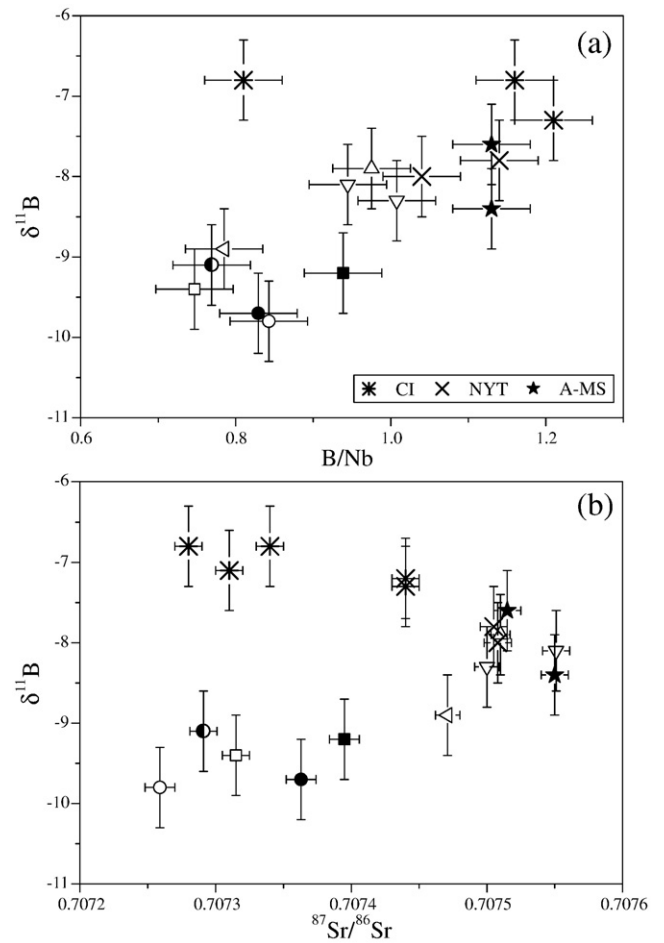 -6
(a)
-7
-8
δ¹¹B
-9
-10
CI NYT A-MS
-11
0.6 0.8 1.0 1.2
B/Nb
-6
(b)
-7
-8
δ¹¹B
-9
-10
-11
0.7072 0.7073 0.7074 0.7075 0.7076
⁸⁷Sr/⁸⁶Sr